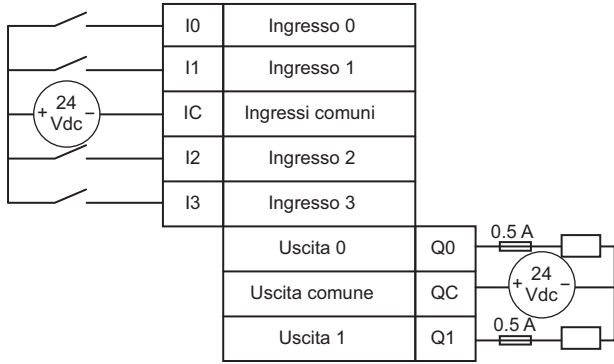 I0 Ingresso 0
I1 Ingresso 1
+ 24 Vdc −
IC Ingressi comuni
I2 Ingresso 2
I3 Ingresso 3
Uscita 0 Q0 0.5 A
Uscita comune QC
+ 24 Vdc −
Uscita 1 Q1 0.5 A